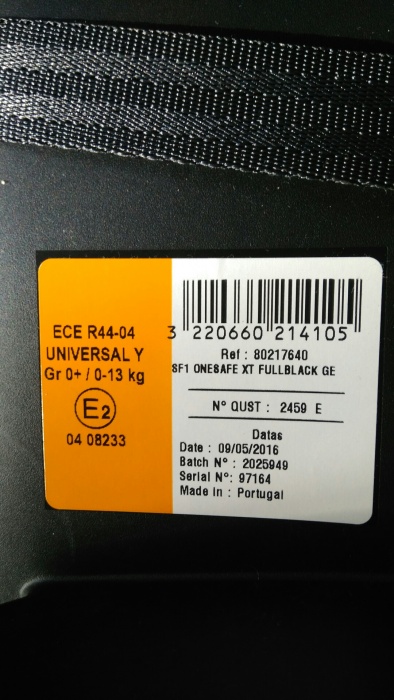 ECE R44-04
UNIVERSAL Y
Gr 0+ / 0-13 kg
E2
04 08233
3 220660 214105
Ref : 80217640
SF1 ONESAFE XT FULLBLACK GE
N° QUST : 2459 E
Datas
Date : 09/05/2016
Batch N° : 2025949
Serial N°: 97164
Made in : Portugal